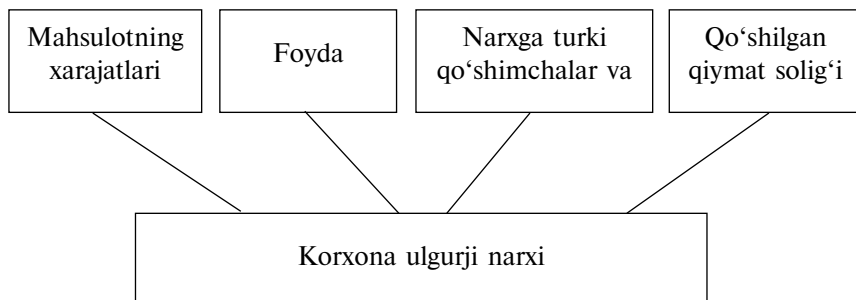 Mahsulotning
xarajatlari
Foyda
Narxga turki
qo‘shimchalar va
Qo‘shilgan
qiymat solig‘i
Korxona ulgurji narxi